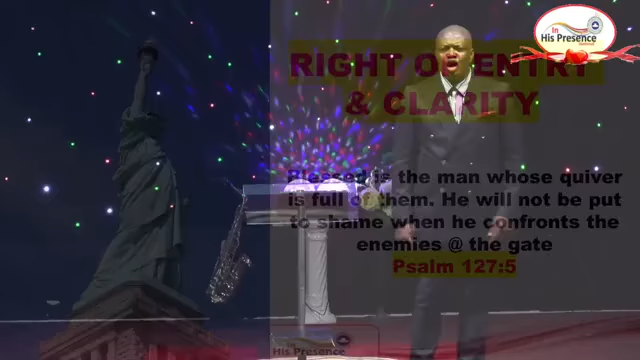 In
His Presence
RIGHT OF ENTRY
& CLARITY
Blessed is the man whose quiver
is full of them. He will not be put
to shame when he confronts the
enemies @ the gate
Psalm 127:5
His Presence